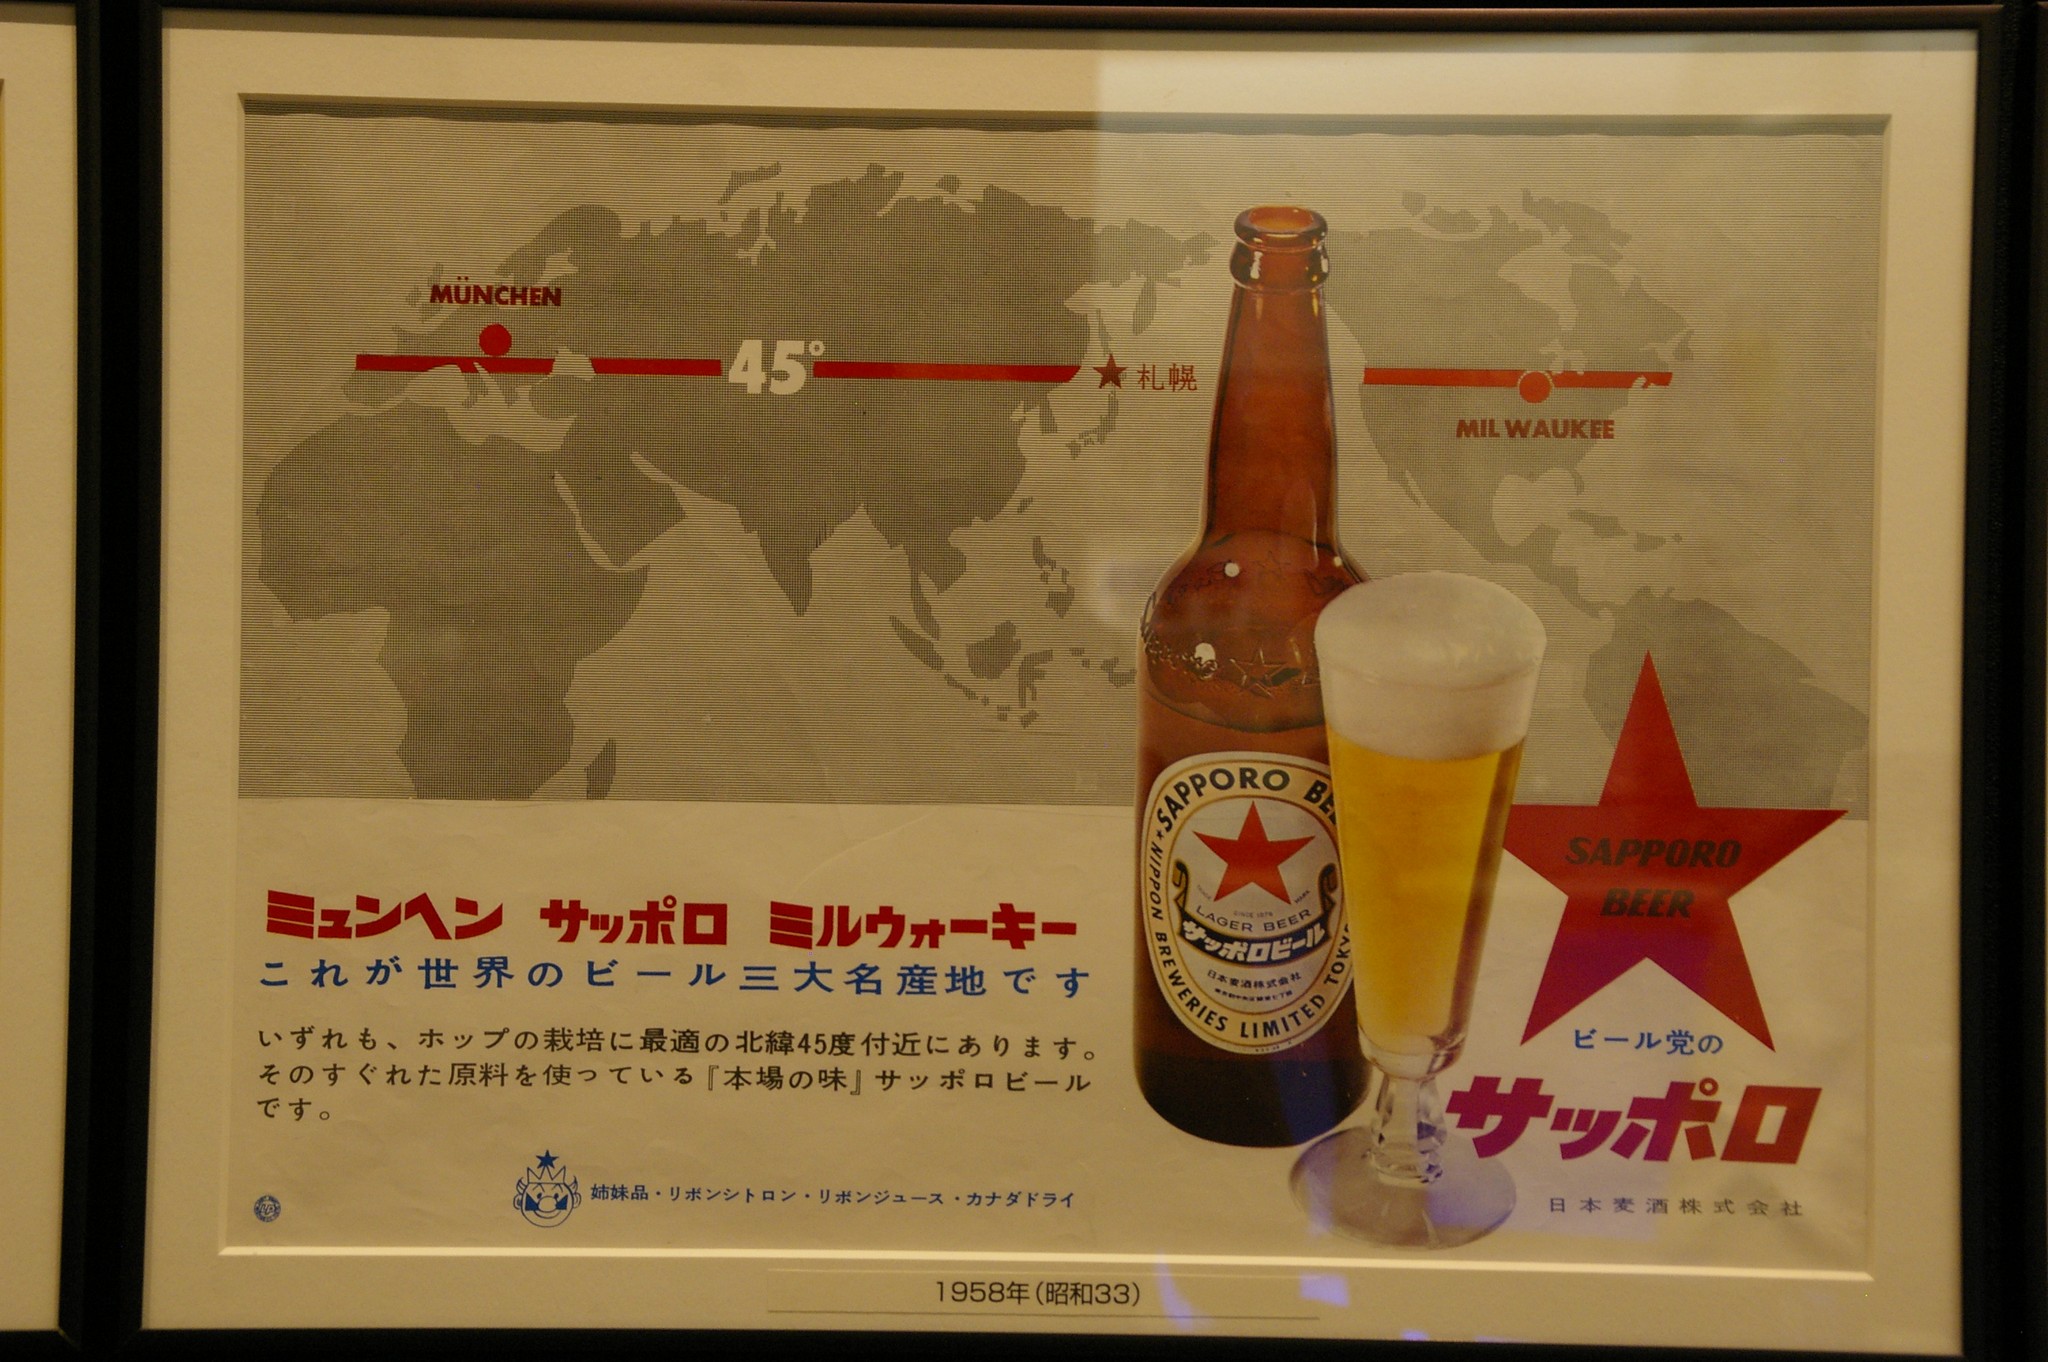 MÜNCHEN
45°
札幌
MILWAUKEE
SAPPORO BEE
NIPPON BREWERIES LIMITED TOKYO
SINCE 1876
LAGER BEER
サッポロビール
日本麦酒株式会社
SAPPORO
BEER
ミュンヘン サッポロ ミルウォーキー
これが世界のビール三大名産地です
いずれも、ホップの栽培に最適の北緯45度付近にあります。
そのすぐれた原料を使っている『本場の味』サッポロビール
です。
姉妹品・リボンシトロン・リボンジュース・カナダドライ
ビール党の
サッポロ
日本麦酒株式会社
1958年(昭和33)